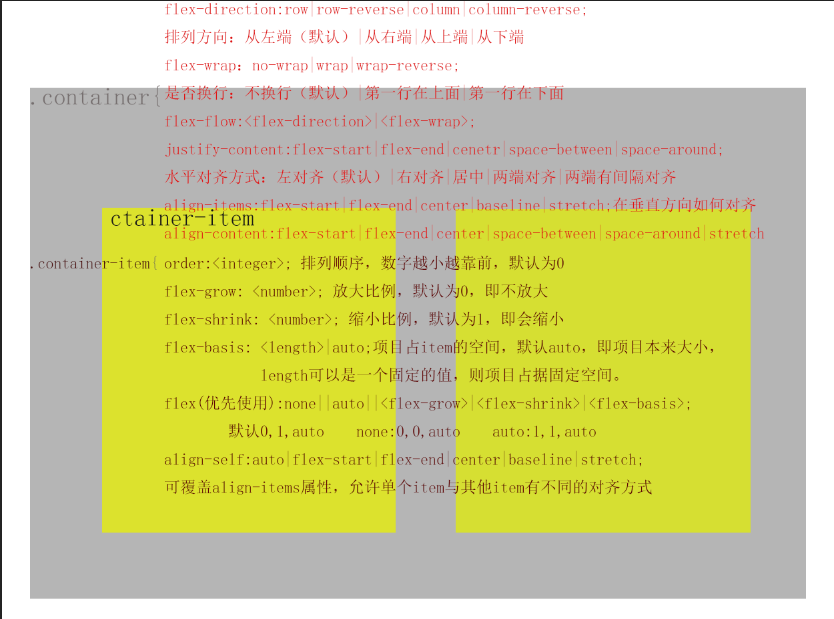 flex-direction:row|row-reverse|column|column-reverse;
排列方向：从左端（默认）|从右端|从上端|从下端
flex-wrap：no-wrap|wrap|wrap-reverse;
.container{ 是否换行：不换行（默认）|第一行在上面|第一行在下面
flex-flow:<flex-direction>|<flex-wrap>;
justify-content:flex-start|flex-end|cenetr|space-between|space-around;
水平对齐方式：左对齐（默认）|右对齐|居中|两端对齐|两端有间隔对齐
align-items:flex-start|flex-end|center|baseline|stretch;在垂直方向如何对齐
ctainer-item
align-content:flex-start|flex-end|center|space-between|space-around|stretch
.container-item{ order:<integer>; 排列顺序，数字越小越靠前，默认为0
flex-grow: <number>; 放大比例，默认为0，即不放大
flex-shrink: <number>; 缩小比例，默认为1，即会缩小
flex-basis: <length>|auto;项目占item的空间，默认auto，即项目本来大小，
length可以是一个固定的值，则项目占据固定空间。
flex(优先使用):none||auto||<flex-grow>|<flex-shrink>|<flex-basis>;
默认0,1,auto none:0,0,auto auto:1,1,auto
align-self:auto|flex-start|flex-end|center|baseline|stretch;
可覆盖align-items属性，允许单个item与其他item有不同的对齐方式